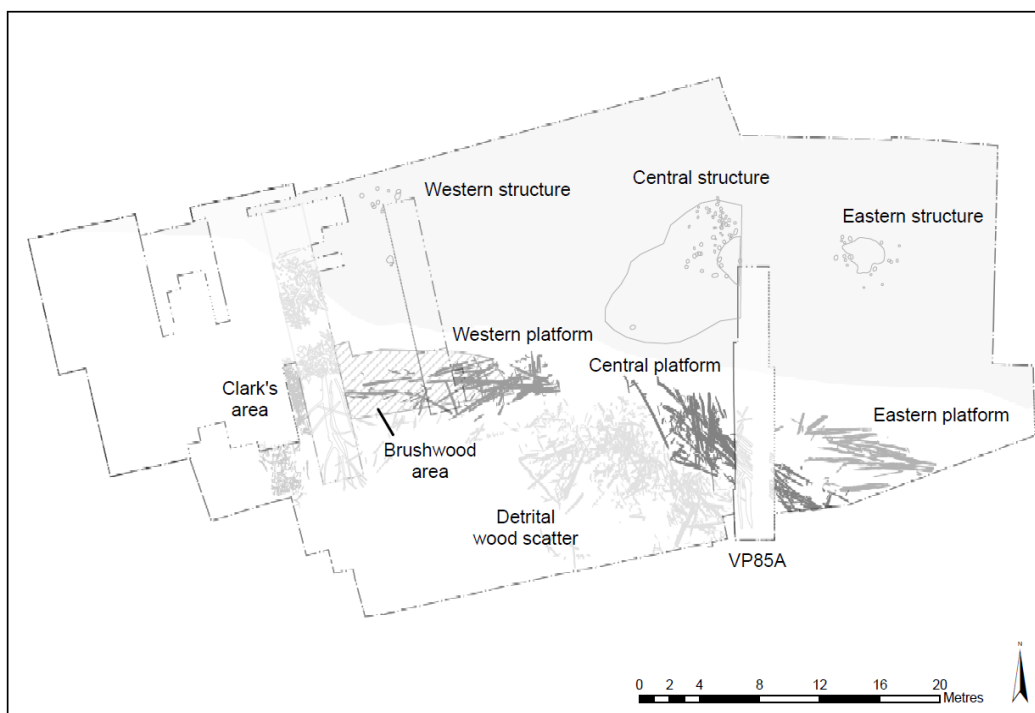 Western structure
Central structure
Eastern structure
Western platform
Central platform
Clark's
area
Eastern platform
Brushwood
area
Detrital
wood scatter
VP85A
N
0 2 4 8 12 16 20
Metres